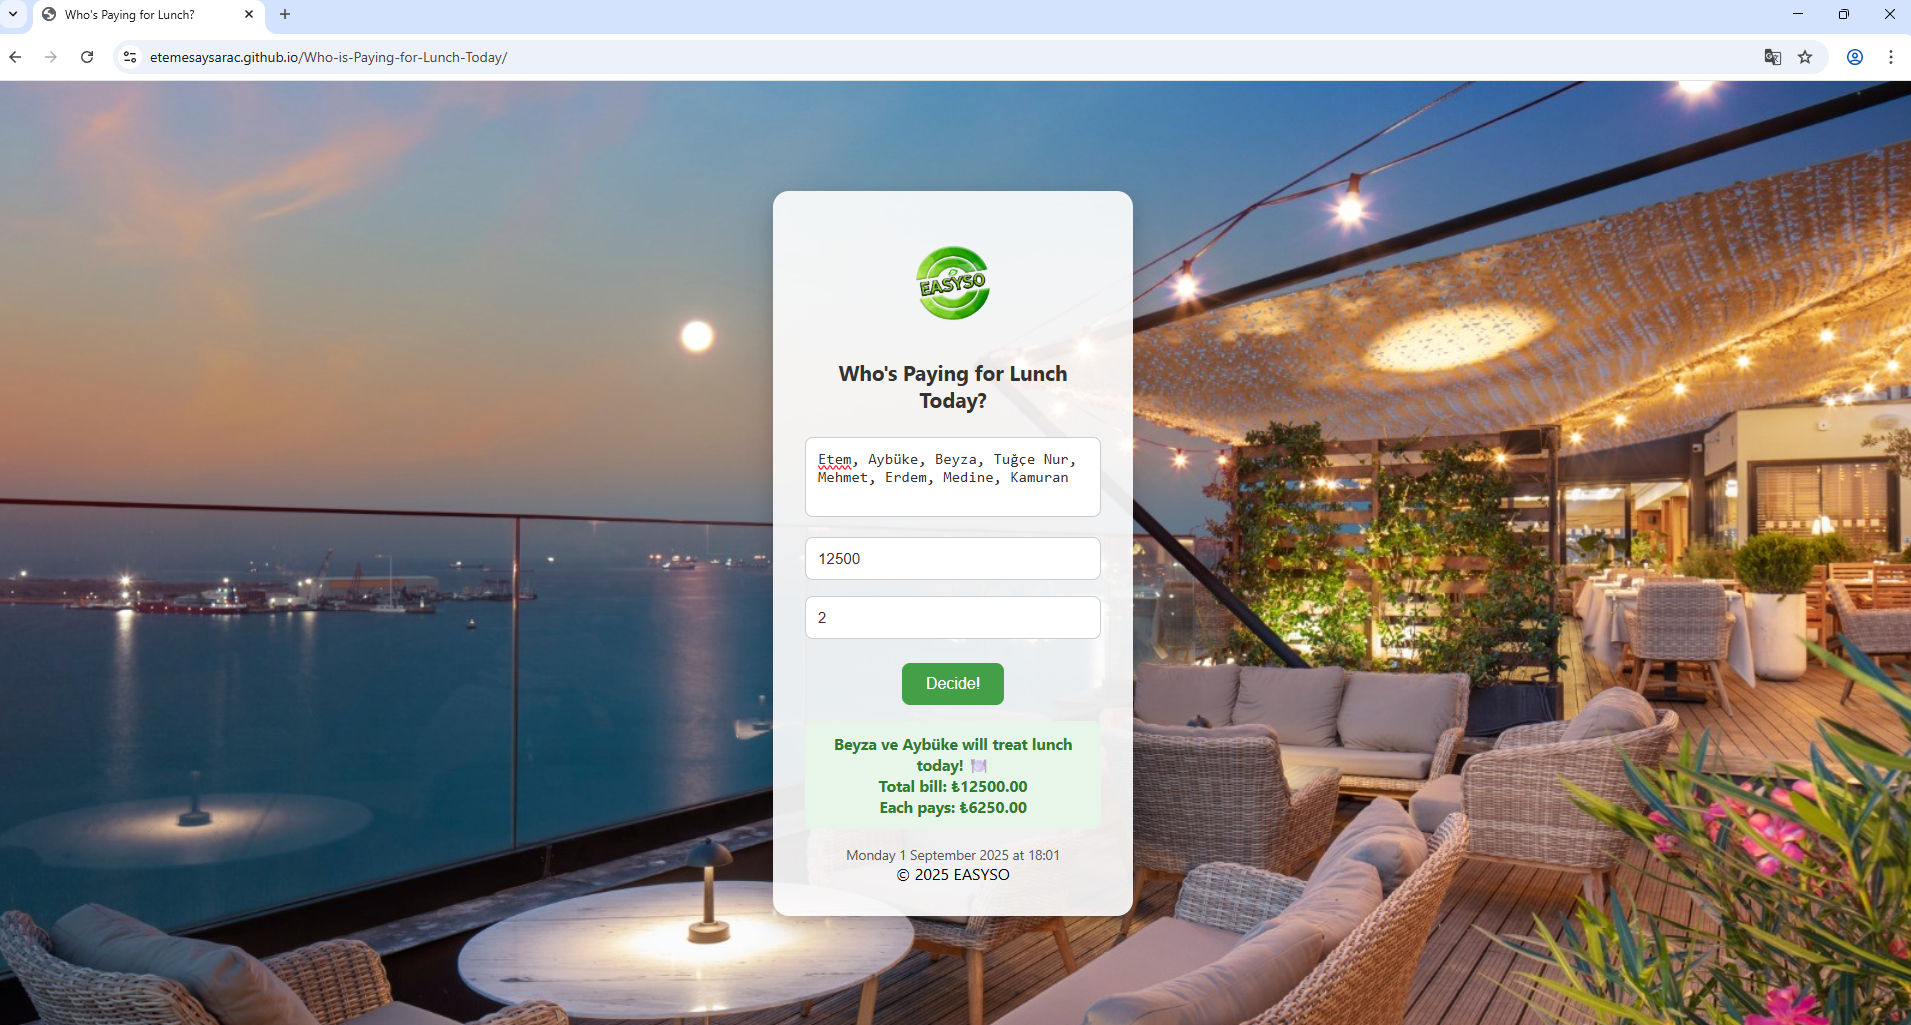 Who's Paying for Lunch?
etemesaysarac.github.io/Who-is-Paying-for-Lunch-Today/
EASYSO
Who's Paying for Lunch
Today?
Etem, Aybüke, Beyza, Tuğçe Nur,
Mehmet, Erdem, Medine, Kamuran
12500
2
Decide!
Beyza ve Aybüke will treat lunch
today! 🍽️
Total bill: ₺12500.00
Each pays: ₺6250.00
Monday 1 September 2025 at 18:01
© 2025 EASYSO